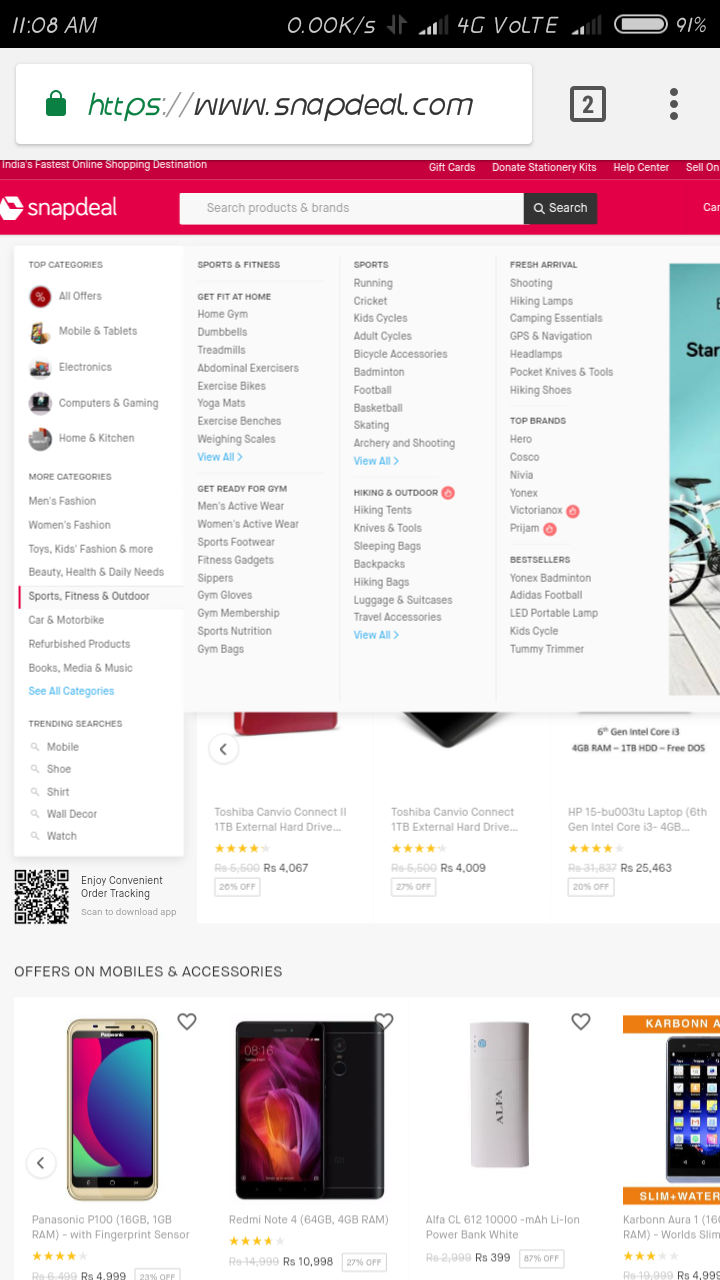 11:08 AM 0.00K/s 4G VoLTE 91%
https://www.snapdeal.com 2
India's Fastest Online Shopping Destination Gift Cards Donate Stationery Kits Help Center Sell On
snapdeal Search products & brands Search Car
TOP CATEGORIES
% All Offers
Mobile & Tablets
Electronics
Computers & Gaming
Home & Kitchen
MORE CATEGORIES
Men's Fashion
Women's Fashion
Toys, Kids' Fashion & more
Beauty, Health & Daily Needs
Sports, Fitness & Outdoor
Car & Motorbike
Refurbished Products
Books, Media & Music
See All Categories
TRENDING SEARCHES
Mobile
Shoe
Shirt
Wall Decor
Watch
SPORTS & FITNESS
GET FIT AT HOME
Home Gym
Dumbbells
Treadmills
Abdominal Exercisers
Exercise Bikes
Yoga Mats
Exercise Benches
Weighing Scales
View All >
GET READY FOR GYM
Men's Active Wear
Women's Active Wear
Sports Footwear
Fitness Gadgets
Sippers
Gym Gloves
Gym Membership
Sports Nutrition
Gym Bags
SPORTS
Running
Cricket
Kids Cycles
Adult Cycles
Bicycle Accessories
Badminton
Football
Basketball
Skating
Archery and Shooting
View All >
HIKING & OUTDOOR
Hiking Tents
Knives & Tools
Sleeping Bags
Backpacks
Hiking Bags
Luggage & Suitcases
Travel Accessories
View All >
FRESH ARRIVAL
Shooting
Hiking Lamps
Camping Essentials
GPS & Navigation
Headlamps
Pocket Knives & Tools
Hiking Shoes
TOP BRANDS
Hero
Cosco
Nivia
Yonex
Victorianox
Prijam
BESTSELLERS
Yonex Badminton
Adidas Football
LED Portable Lamp
Kids Cycle
Tummy Trimmer
Star
6th Gen Intel Core i3
4GB RAM – 1TB HDD – Free DOS
Toshiba Canvio Connect II
1TB External Hard Drive...
Rs 5,500 Rs 4,067
26% OFF
Toshiba Canvio Connect
1TB External Hard Drive...
Rs 5,500 Rs 4,009
27% OFF
HP 15-bu003tu Laptop (6th
Gen Intel Core i3- 4GB...
Rs 31,837 Rs 25,463
20% OFF
Enjoy Convenient
Order Tracking
Scan to download app
OFFERS ON MOBILES & ACCESSORIES
Panasonic
Panasonic P100 (16GB, 1GB
RAM) - with Fingerprint Sensor
Rs 6,499 Rs 4,999 23% OFF
08:16
Redmi Note 4 (64GB, 4GB RAM)
Rs 14,999 Rs 10,998 27% OFF
ALFA
Alfa CL 612 10000 -mAh Li-Ion
Power Bank White
Rs 2,999 Rs 399 87% OFF
KARBONN A
SLIM+WATER
Karbonn Aura 1 (16G
RAM) - Worlds Slim
Rs 19,999 Rs 4,999